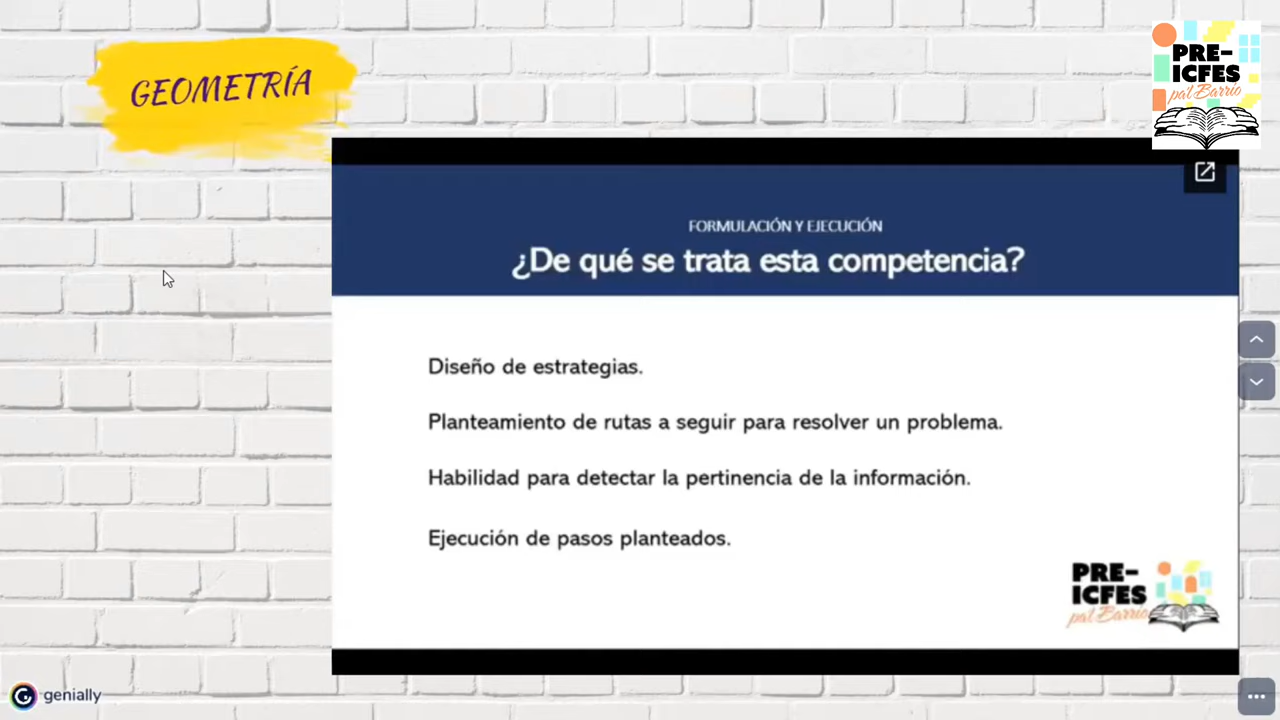 GEOMETRÍA
PRE-
ICFES
pal Barrio
FORMULACIÓN Y EJECUCIÓN
¿De qué se trata esta competencia?
Diseño de estrategias.
Planteamiento de rutas a seguir para resolver un problema.
Habilidad para detectar la pertinencia de la información.
Ejecución de pasos planteados.
PRE-
ICFES
pal Barrio
genially